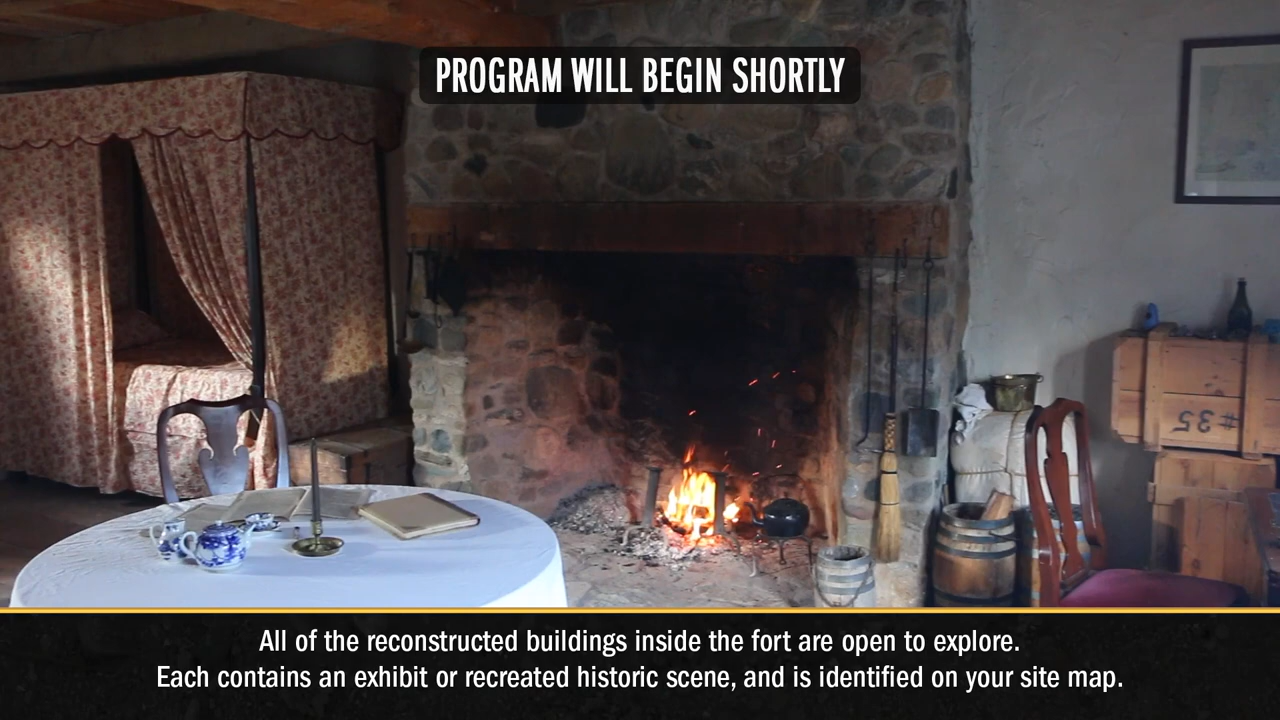 PROGRAM WILL BEGIN SHORTLY
#35
All of the reconstructed buildings inside the fort are open to explore.
Each contains an exhibit or recreated historic scene, and is identified on your site map.